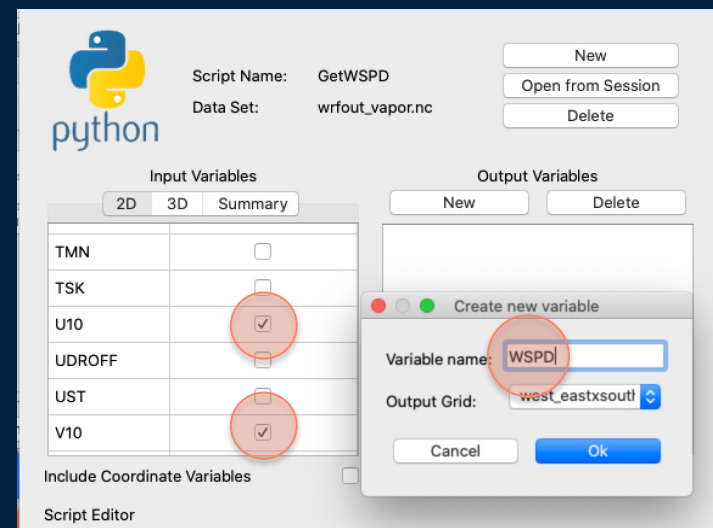 New
Script Name: GetWSPD
Open from Session
Data Set: wrfout_vapor.nc
Delete
python
Input Variables
Output Variables
2D 3D Summary
New Delete
TMN
TSK
U10
UDROFF
UST
V10
Create new variable
Variable name: WSPD
Output Grid: west_eastxsouth
Cancel Ok
Include Coordinate Variables
Script Editor